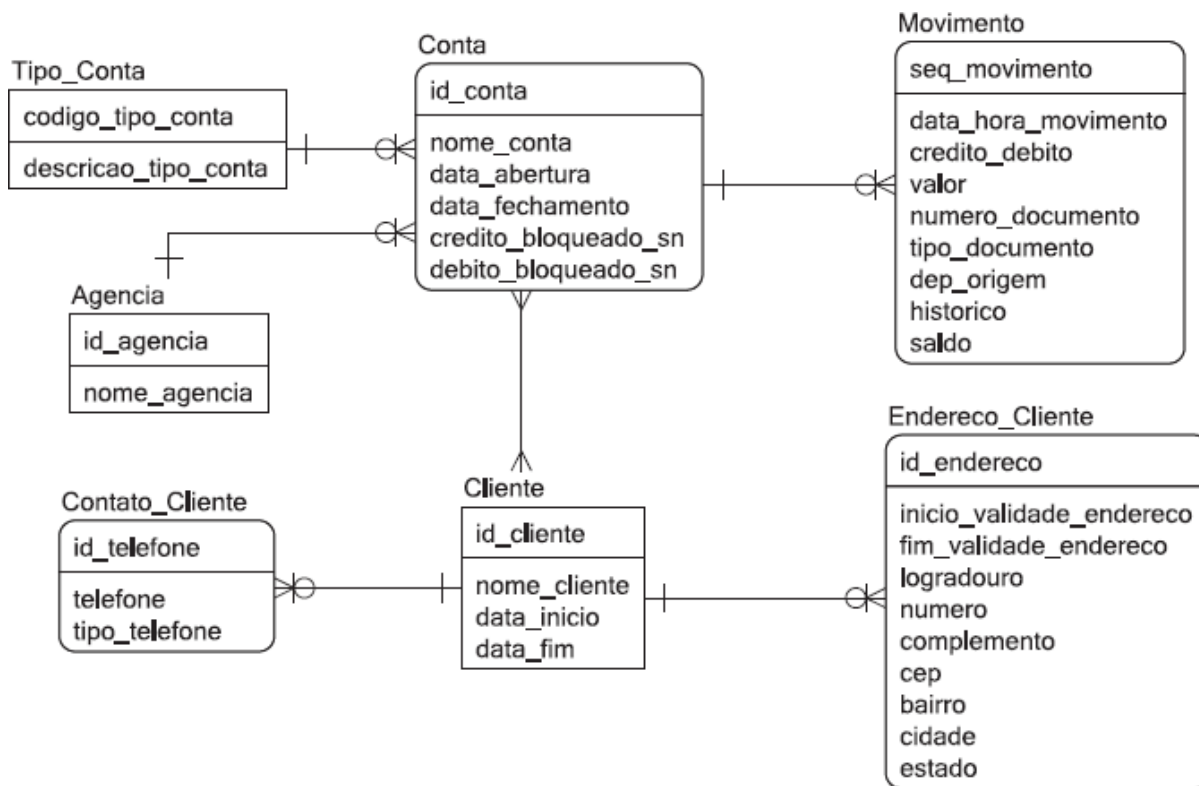 Tipo_Conta
codigo_tipo_conta
descricao_tipo_conta
Conta
id_conta
nome_conta
data_abertura
data_fechamento
credito_bloqueado_sn
debito_bloqueado_sn
Movimento
seq_movimento
data_hora_movimento
credito_debito
valor
numero_documento
tipo_documento
dep_origem
historico
saldo
Agencia
id_agencia
nome_agencia
Contato_Cliente
id_telefone
telefone
tipo_telefone
Cliente
id_cliente
nome_cliente
data_inicio
data_fim
Endereco_Cliente
id_endereco
inicio_validade_endereco
fim_validade_endereco
logradouro
numero
complemento
cep
bairro
cidade
estado